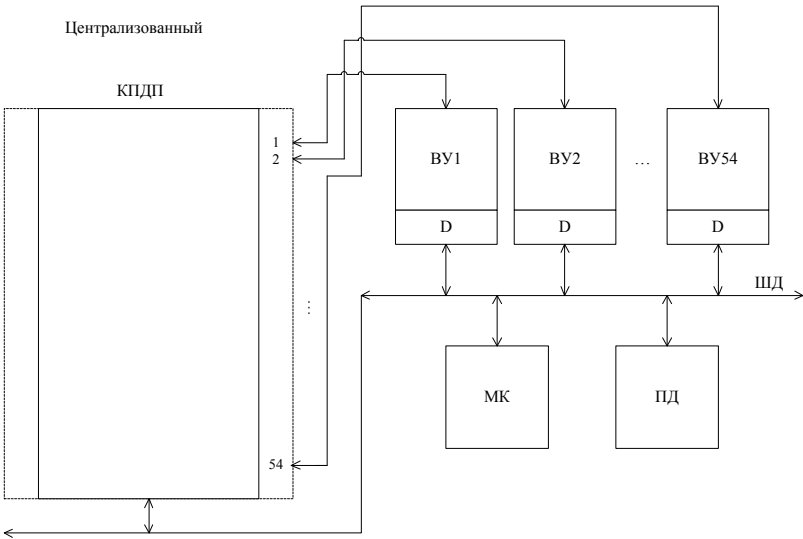 Централизованный
КПДП
1
2
⋮
54
ВУ1
ВУ2
...
ВУ54
D
D
D
ШД
МК
ПД